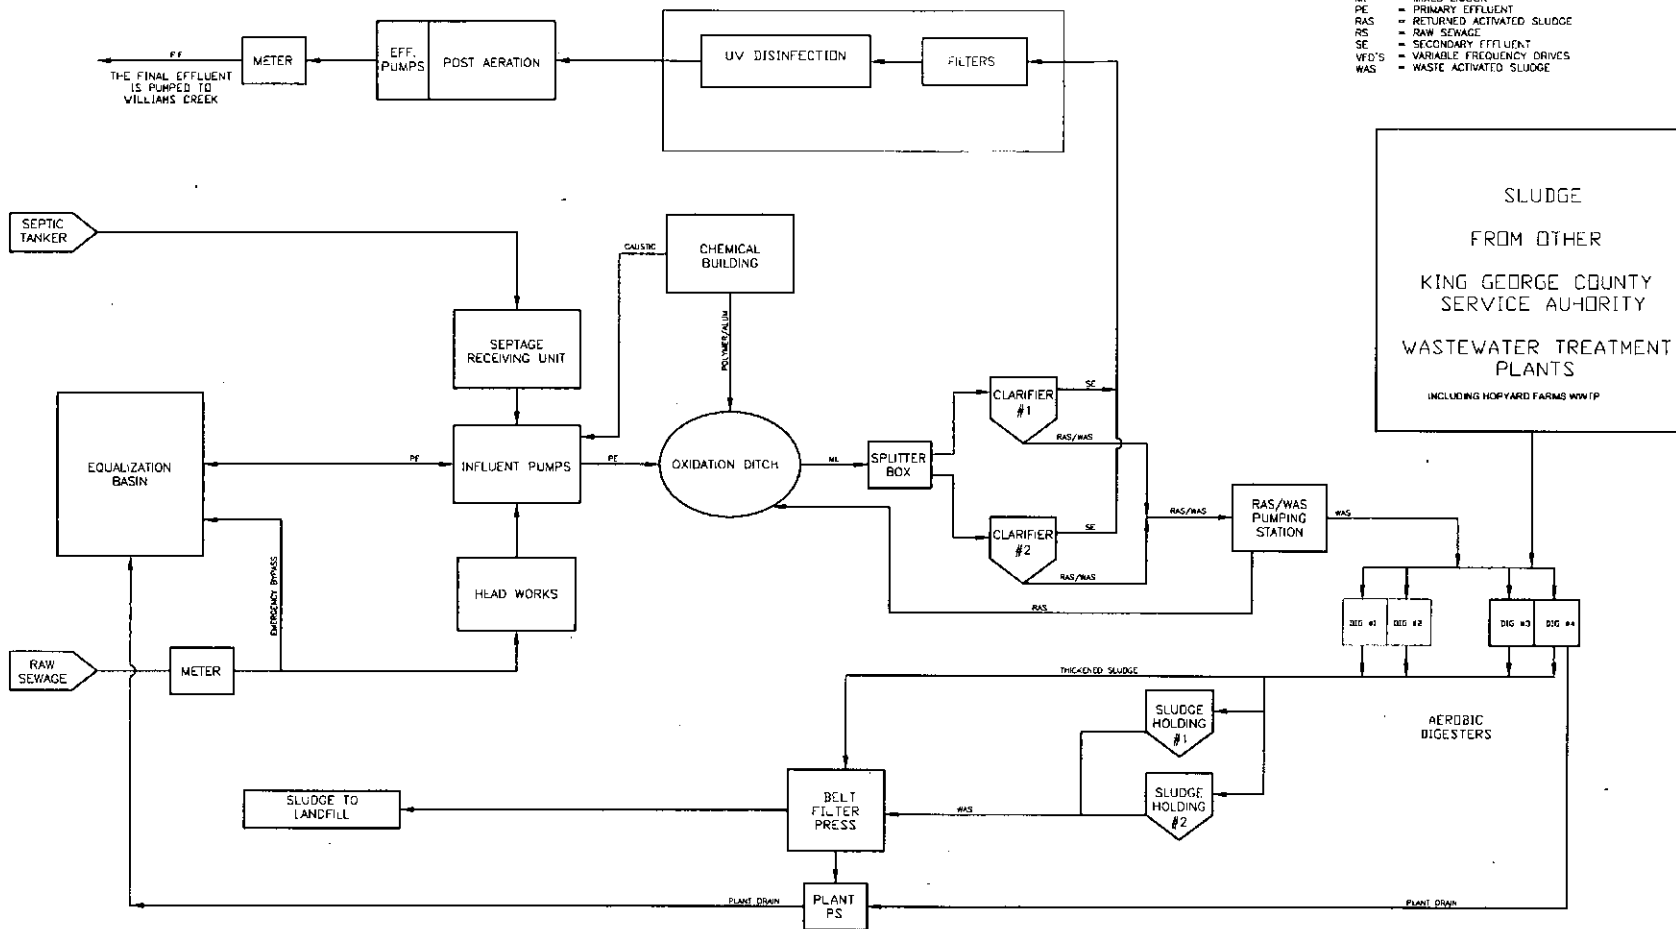 PE = PRIMARY EFFLUENT
RAS = RETURNED ACTIVATED SLUDGE
RS = RAW SEWAGE
SE = SECONDARY EFFLUENT
VFD'S = VARIABLE FREQUENCY DRIVES
WAS = WASTE ACTIVATED SLUDGE
THE FINAL EFFLUENT
IS PUMPED TO
WILLIAMS CREEK
METER
EFF.
PUMPS
POST AERATION
UV DISINFECTION
FILTERS
SLUDGE
FROM OTHER
KING GEORGE COUNTY
SERVICE AUHORITY
WASTEWATER TREATMENT
PLANTS
INCLUDING HOPYARD FARMS WWTP
SEPTIC
TANKER
CAUSTIC
CHEMICAL
BUILDING
POLYMER/ALUM
SEPTAGE
RECEIVING UNIT
EQUALIZATION
BASIN
PE
INFLUENT PUMPS
PE
OXIDATION DITCH
ML
SPLITTER
BOX
CLARIFIER
#1
SE
RAS/WAS
CLARIFIER
#2
SE
RAS/WAS
RAS/WAS
RAS/WAS
PUMPING
STATION
WAS
RAS
HEAD WORKS
EMERGENCY BYPASS
RAW
SEWAGE
METER
DIG #1
DIG #2
DIG #3
DIG #4
THICKENED SLUDGE
AEROBIC
DIGESTERS
SLUDGE
HOLDING
#1
SLUDGE
HOLDING
#2
WAS
BELT
FILTER
PRESS
SLUDGE TO
LANDFILL
PLANT DRAIN
PLANT
PS
PLANT DRAIN